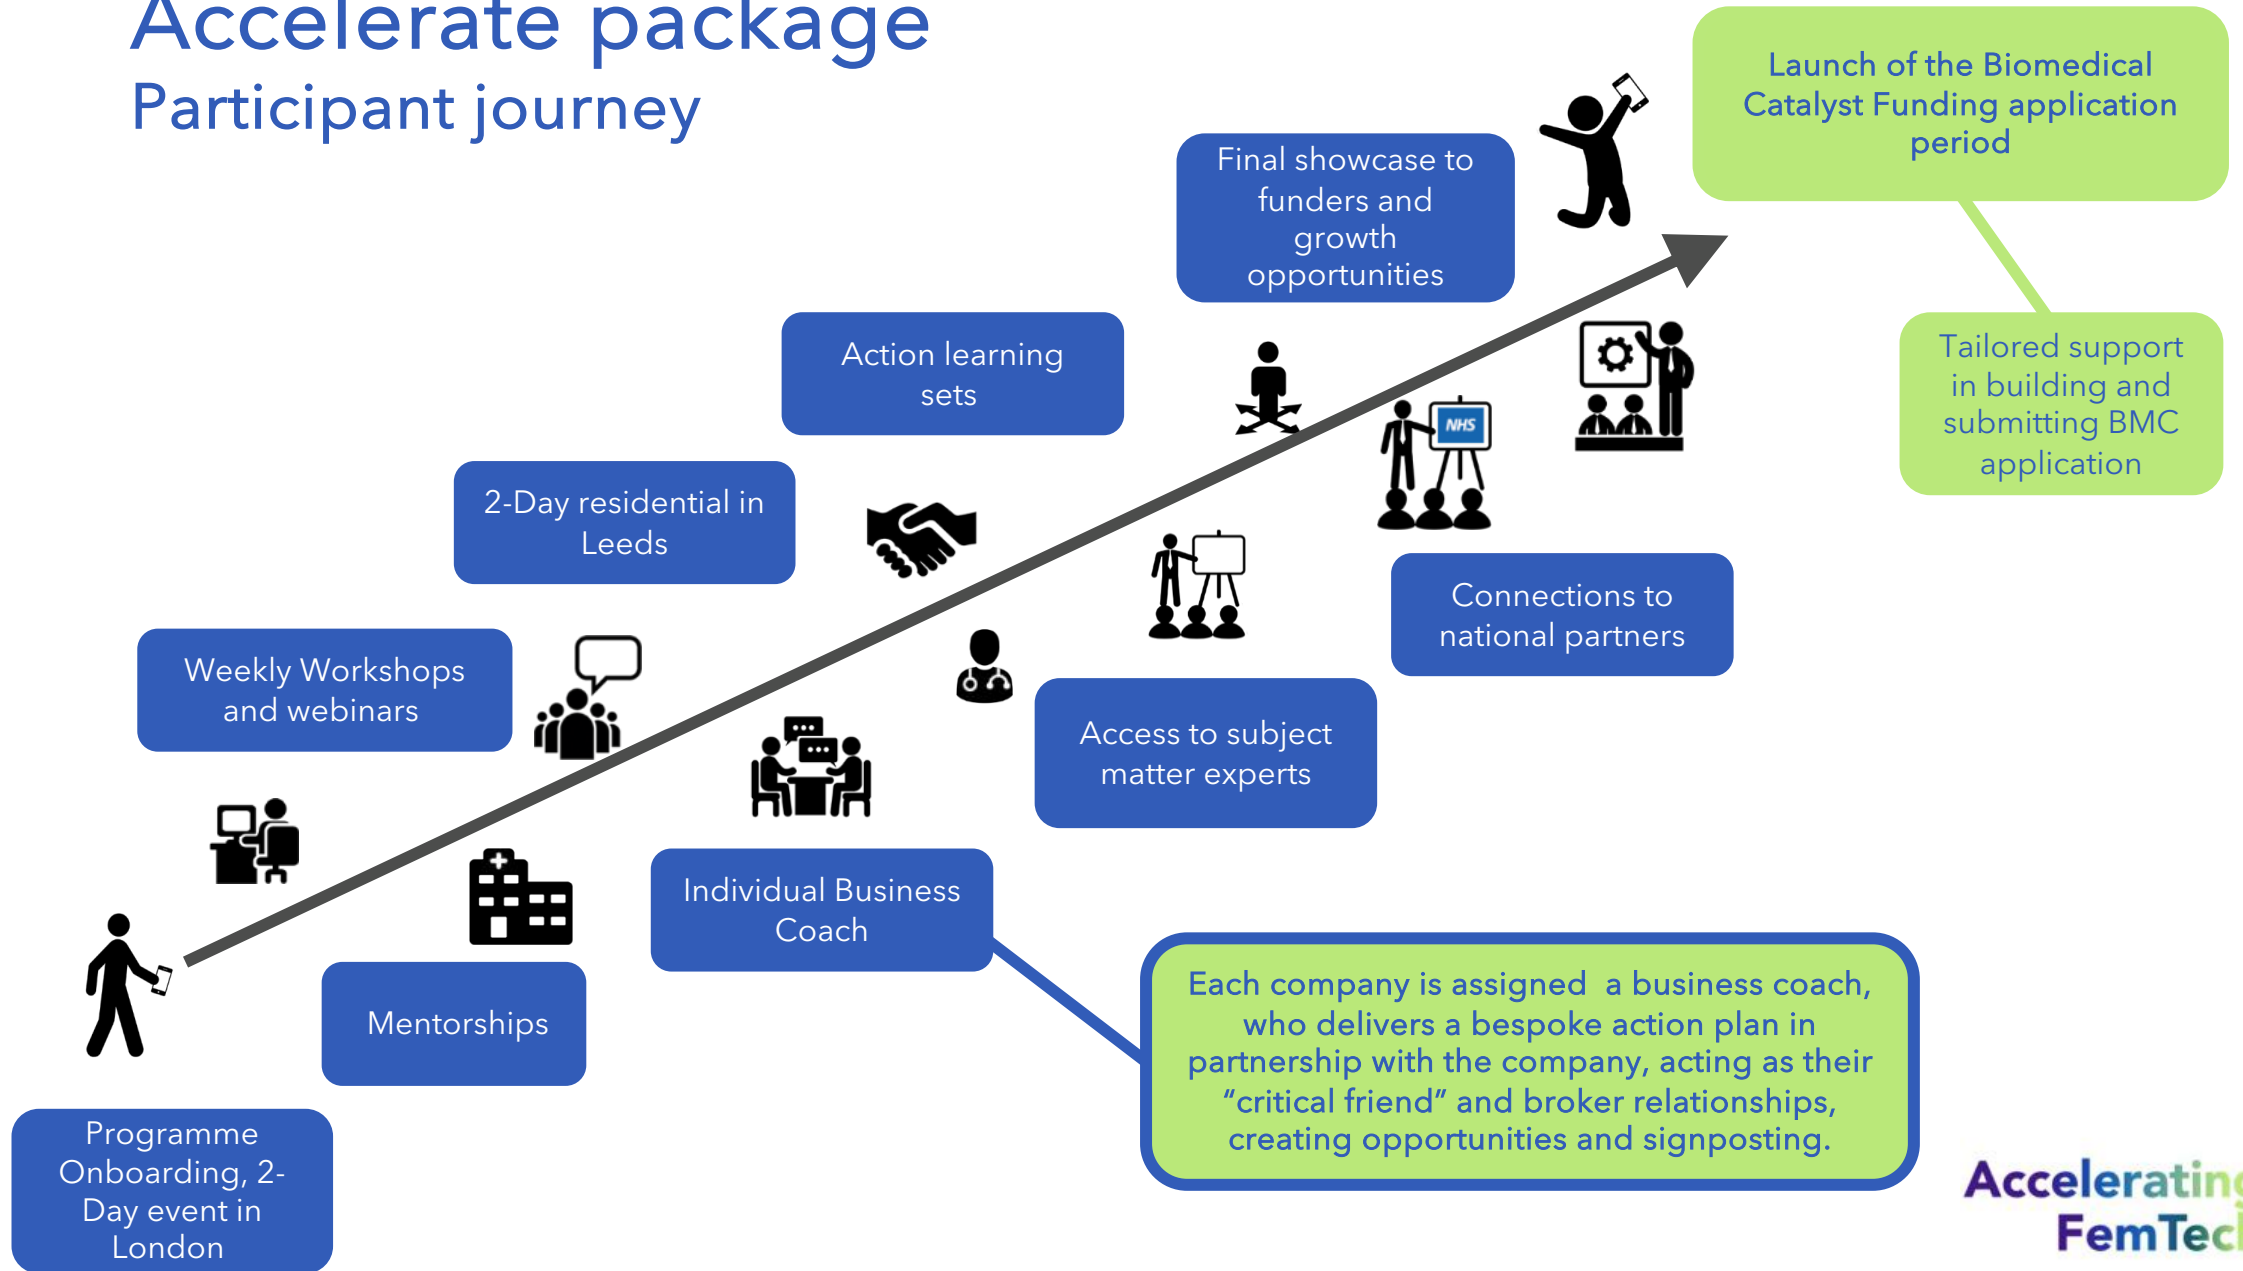 Accelerate package
Participant journey
Launch of the Biomedical
Catalyst Funding application
period
Final showcase to
funders and
growth
opportunities
Tailored support
in building and
submitting BMC
application
Action learning
sets
NHS
2-Day residential in
Leeds
Connections to
national partners
Weekly Workshops
and webinars
Access to subject
matter experts
Individual Business
Coach
Mentorships
Each company is assigned a business coach,
who delivers a bespoke action plan in
partnership with the company, acting as their
“critical friend” and broker relationships,
creating opportunities and signposting.
Programme
Onboarding, 2-
Day event in
London
Accelerating
FemTech